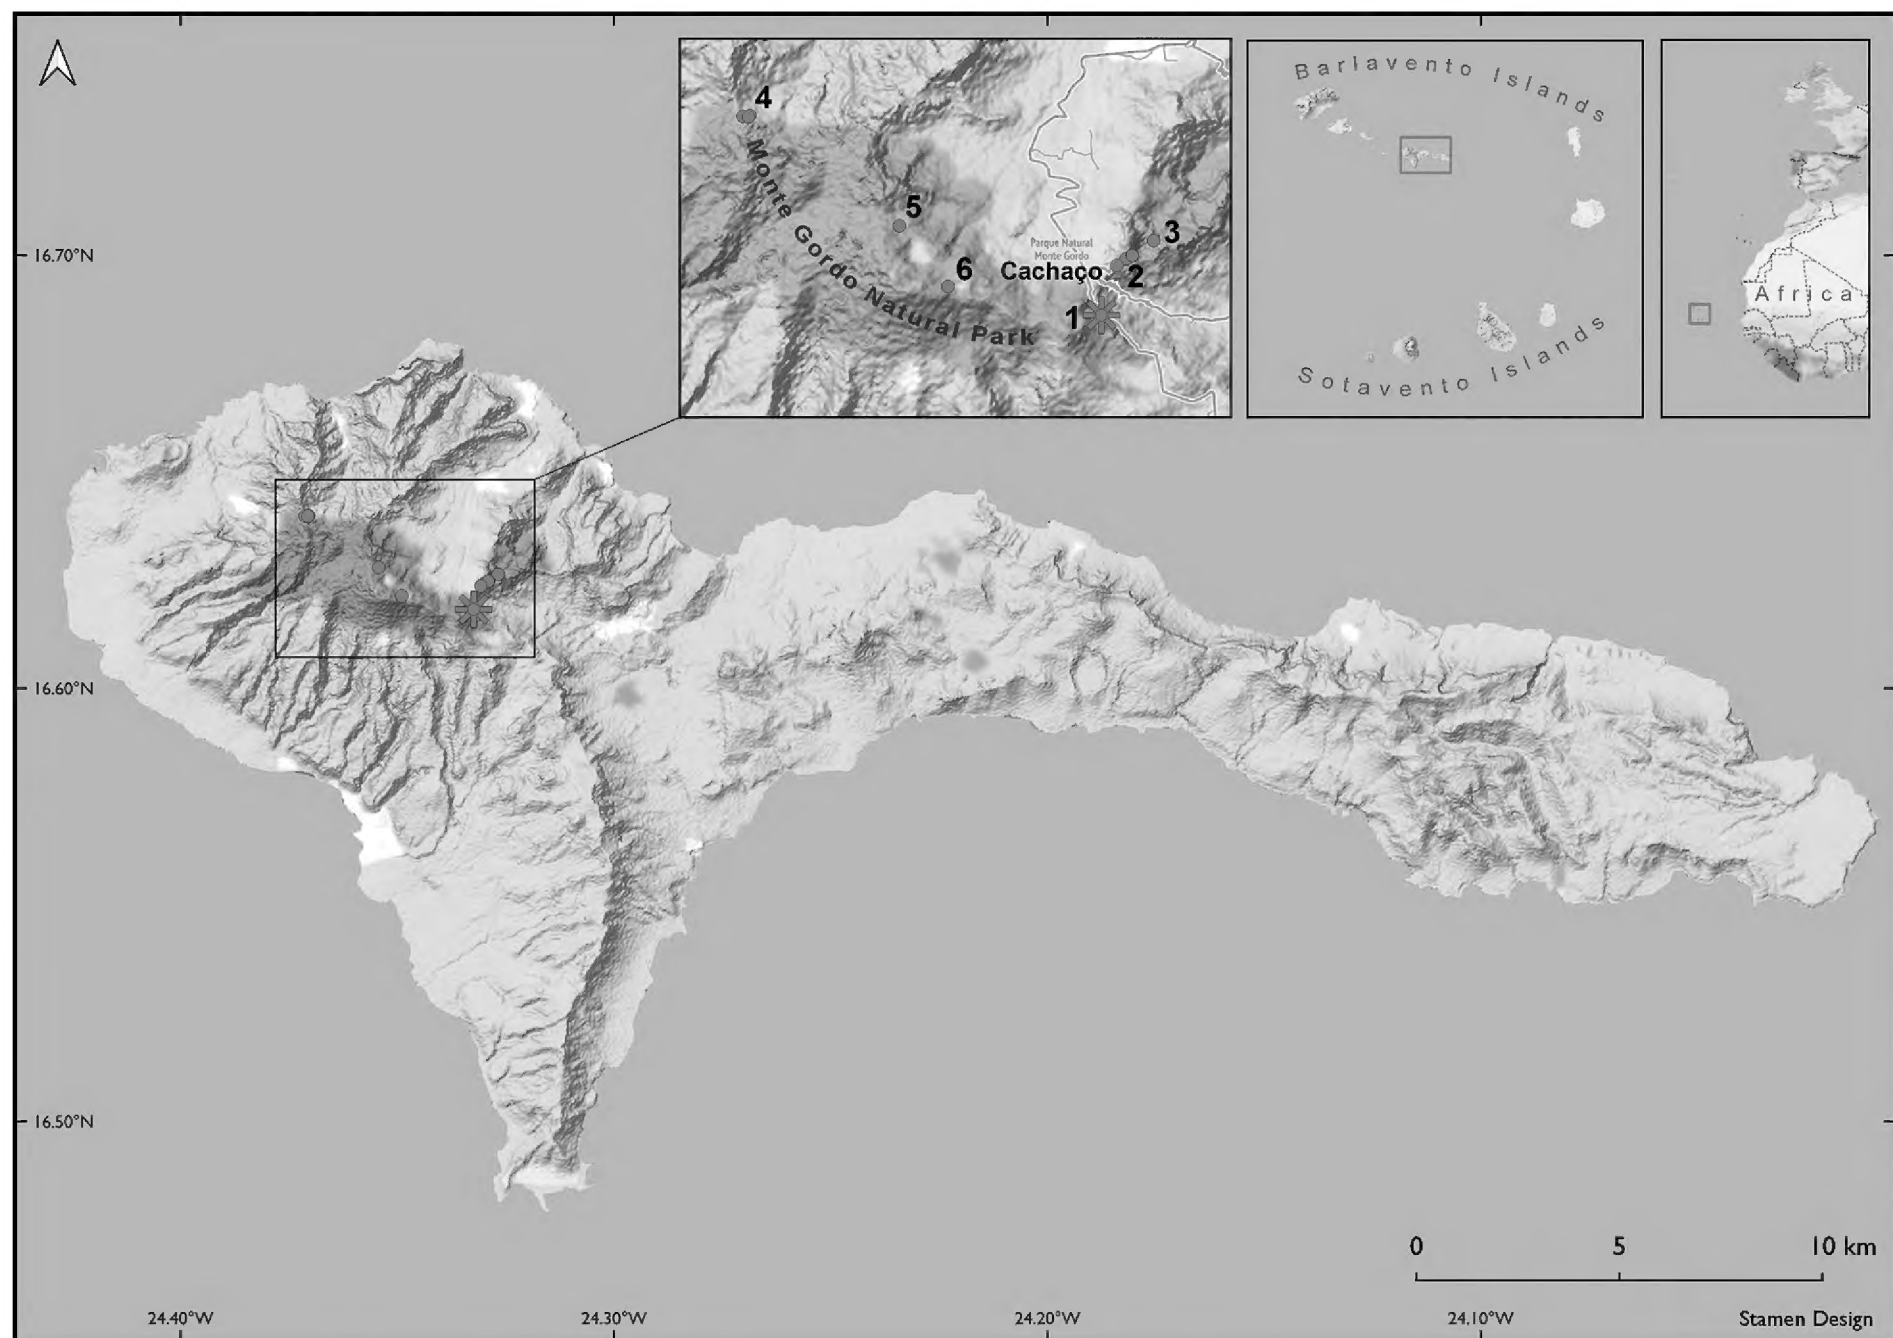 Barlavento Islands
4
Monte Gordo Natural Park
5
3
Parque Natural
Monte Gordo
6
Cachaço
2
1
Africa
Sotavento Islands
16.70°N
16.60°N
16.50°N
0 5 10 km
24.40°W 24.30°W 24.20°W 24.10°W
Stamen Design